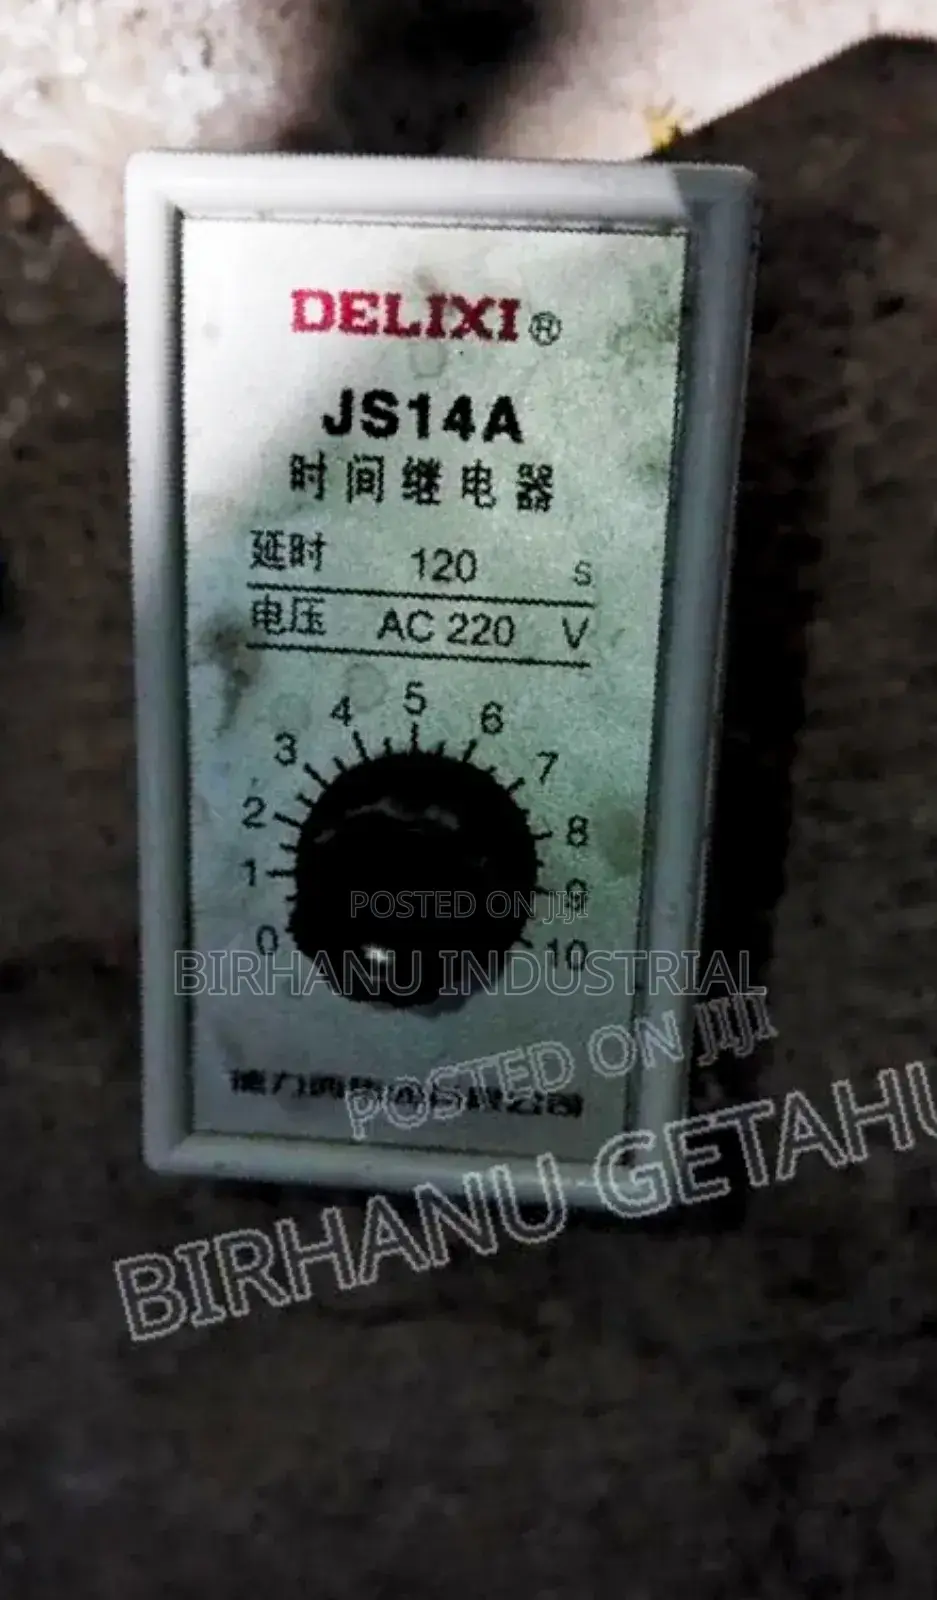 DELIXI®
JS14A
时间继电器
延时 120 s
电压 AC 220 V
0 1 2 3 4 5 6 7 8 9 10
POSTED ON JIJI
BIRHANU INDUSTRIAL
POSTED ON JIJI
BIRHANU GETAHU